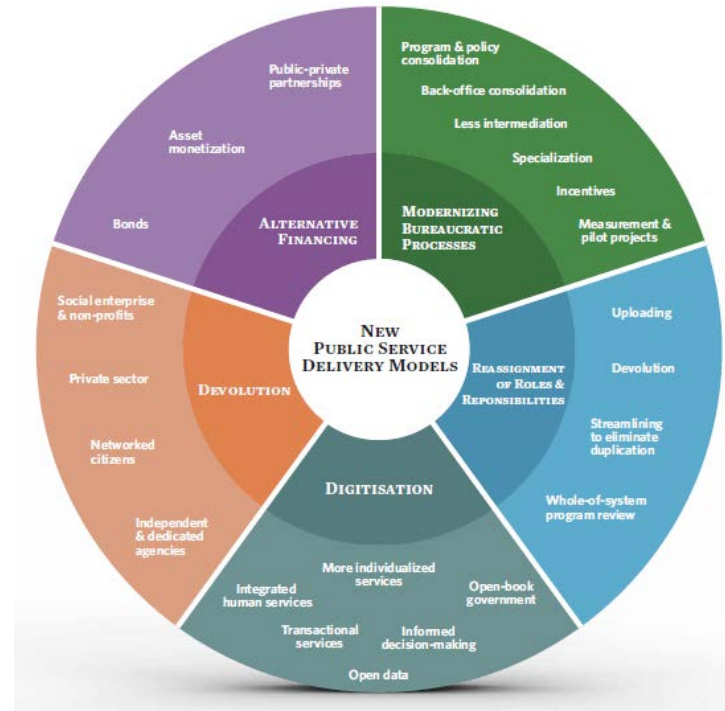 NEW
PUBLIC SERVICE
DELIVERY MODELS
MODERNIZING
BUREAUCRATIC
PROCESSES
Program & policy
consolidation
Back-office consolidation
Less intermediation
Specialization
Incentives
Measurement &
pilot projects
REASSIGNMENT
OF ROLES &
REPONSIBILITIES
Uploading
Devolution
Streamlining
to eliminate
duplication
Whole-of-system
program review
DIGITISATION
More individualized
services
Open-book
government
Integrated
human services
Transactional
services
Informed
decision-making
Open data
DEVOLUTION
Social enterprise
& non-profits
Private sector
Networked
citizens
Independent
& dedicated
agencies
ALTERNATIVE
FINANCING
Public-private
partnerships
Asset
monetization
Bonds